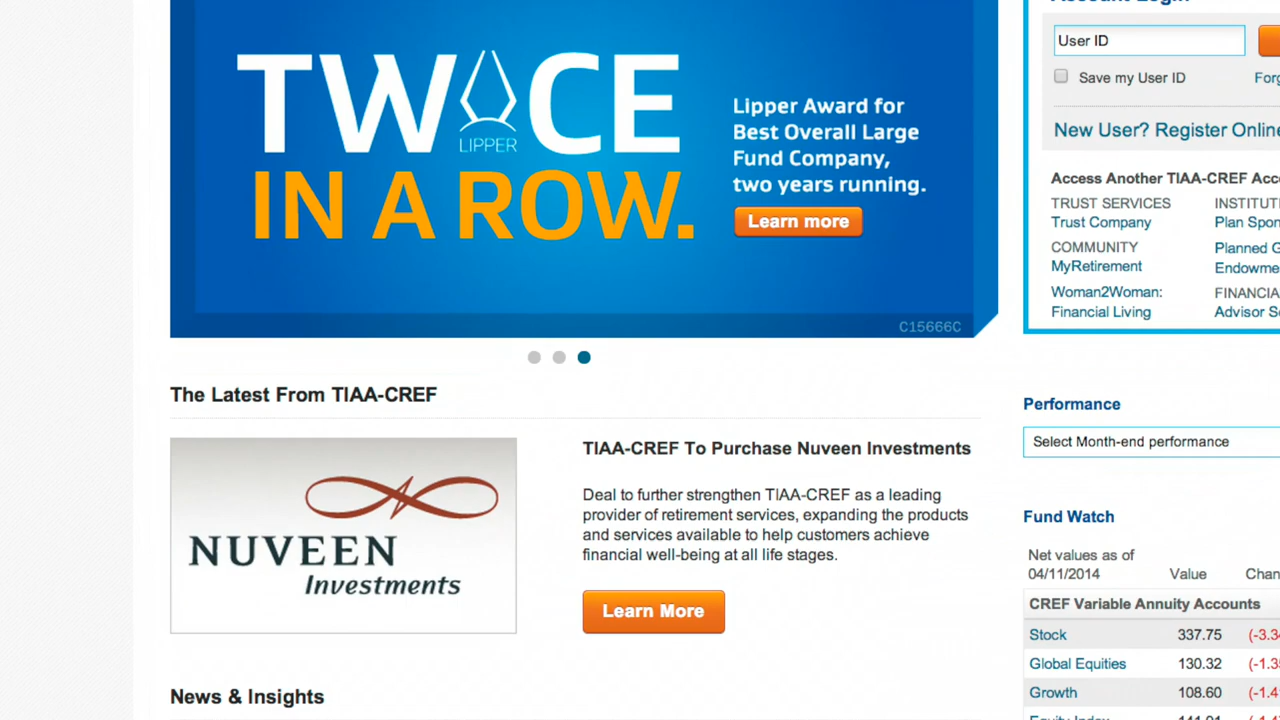 Account Login
TWICE
LIPPER
IN A ROW.
Lipper Award for
Best Overall Large
Fund Company,
two years running.
Learn more
C15666C
User ID
Save my User ID
New User? Register Online
Access Another TIAA-CREF
TRUST SERVICES
Trust Company
COMMUNITY
MyRetirement
Woman2Woman:
Financial Living
Plan
Planned
Advisor
The Latest From TIAA-CREF
NUVEEN
Investments
TIAA-CREF To Purchase Nuveen Investments
Deal to further strengthen TIAA-CREF as a leading
provider of retirement services, expanding the products
and services available to help customers achieve
financial well-being at all life stages.
Learn More
News & Insights
Performance
Select Month-end performance
Fund Watch
Net values as of
04/11/2014
Value
CREF Variable Annuity Accounts
Stock 337.75
Global Equities 130.32
Growth 108.60